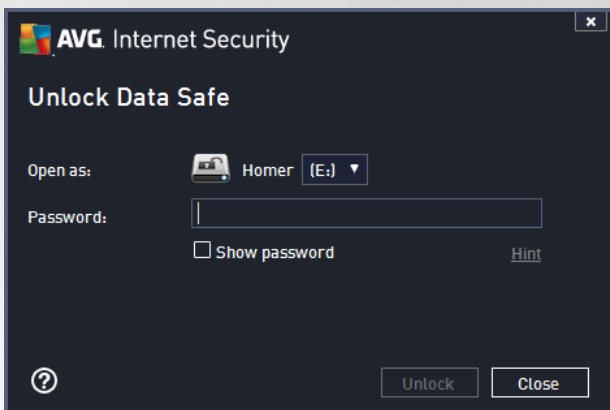 AVG. Internet Security
x
Unlock Data Safe
Open as: Homer (E:) ▼
Password:
Show password Hint
? Unlock Close